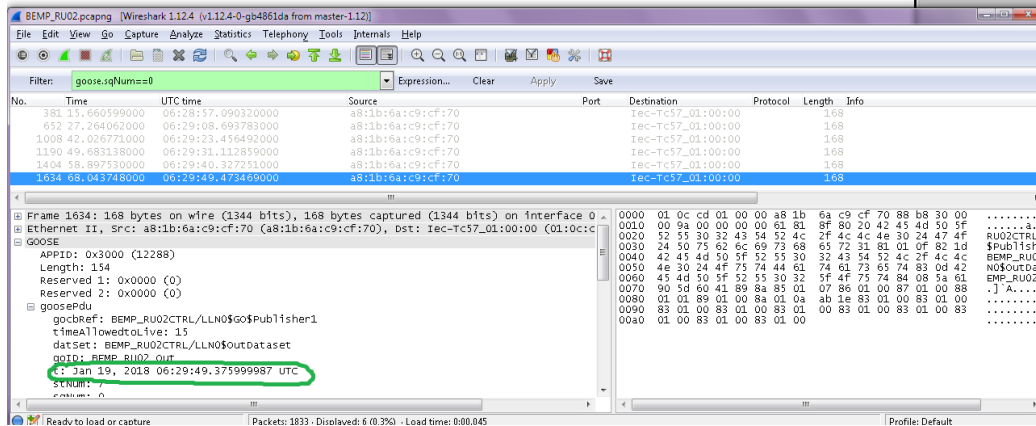 BEMP_RU02.pcapng [Wireshark 1.12.4 (v1.12.4-0-gb4861da from master-1.12)]
File Edit View Go Capture Analyze Statistics Telephony Tools Internals Help
Filter: goose.sqNum==0 Expression... Clear Apply Save
No. Time UTC time Source Port Destination Protocol Length Info
381 15.660599000 06:28:57.090320000 a8:1b:6a:c9:cf:70 Iec-Tc57_01:00:00 168
652 27.264062000 06:29:08.693783000 a8:1b:6a:c9:cf:70 Iec-Tc57_01:00:00 168
1008 42.026771000 06:29:23.456492000 a8:1b:6a:c9:cf:70 Iec-Tc57_01:00:00 168
1190 49.683138000 06:29:31.112859000 a8:1b:6a:c9:cf:70 Iec-Tc57_01:00:00 168
1404 58.897530000 06:29:40.327251000 a8:1b:6a:c9:cf:70 Iec-Tc57_01:00:00 168
1634 68.043748000 06:29:49.473469000 a8:1b:6a:c9:cf:70 Iec-Tc57_01:00:00 168
Frame 1634: 168 bytes on wire (1344 bits), 168 bytes captured (1344 bits) on interface 0
Ethernet II, Src: a8:1b:6a:c9:cf:70 (a8:1b:6a:c9:cf:70), Dst: Iec-Tc57_01:00:00 (01:0c:c
GOOSE
APPID: 0x3000 (12288)
Length: 154
Reserved 1: 0x0000 (0)
Reserved 2: 0x0000 (0)
goosePdu
gocbRef: BEMP_RU02CTRL/LLN0$GO$Publisher1
timeAllowedtoLive: 15
datSet: BEMP_RU02CTRL/LLN0$OutDataset
goID: BEMP_RU02_Out
t: Jan 19, 2018 06:29:49.375999987 UTC
stNum: 7
sqNum: 0
0000 01 0c cd 01 00 00 a8 1b 6a c9 cf 70 88 b8 30 00 ........
0010 00 9a 00 00 00 00 61 81 8f 80 20 42 45 4d 50 5f ......a.
0020 52 55 30 32 43 54 52 4c 2f 4c 4c 4e 30 24 47 4f RU02CTRL
0030 24 50 75 62 6c 69 73 68 65 72 31 81 01 0f 82 1d $Publish
0040 42 45 4d 50 5f 52 55 30 32 43 54 52 4c 2f 4c 4c BEMP_RU0
0050 4e 30 24 4f 75 74 44 61 74 61 73 65 74 83 0d 42 N0$OutDa
0060 45 4d 50 5f 52 55 30 32 5f 4f 75 74 84 08 5a 61 EMP_RU02
0070 90 5d 60 41 89 8a 85 01 07 86 01 00 87 01 00 88 .]`A....
0080 01 01 89 01 00 8a 01 0a ab 1e 83 01 00 83 01 00 ........
0090 83 01 00 83 01 00 83 01 00 83 01 00 83 01 00 83 ........
00a0 01 00 83 01 00 83 01 00
Ready to load or capture Packets: 1833 · Displayed: 6 (0.3%) · Load time: 0:00.045 Profile: Default